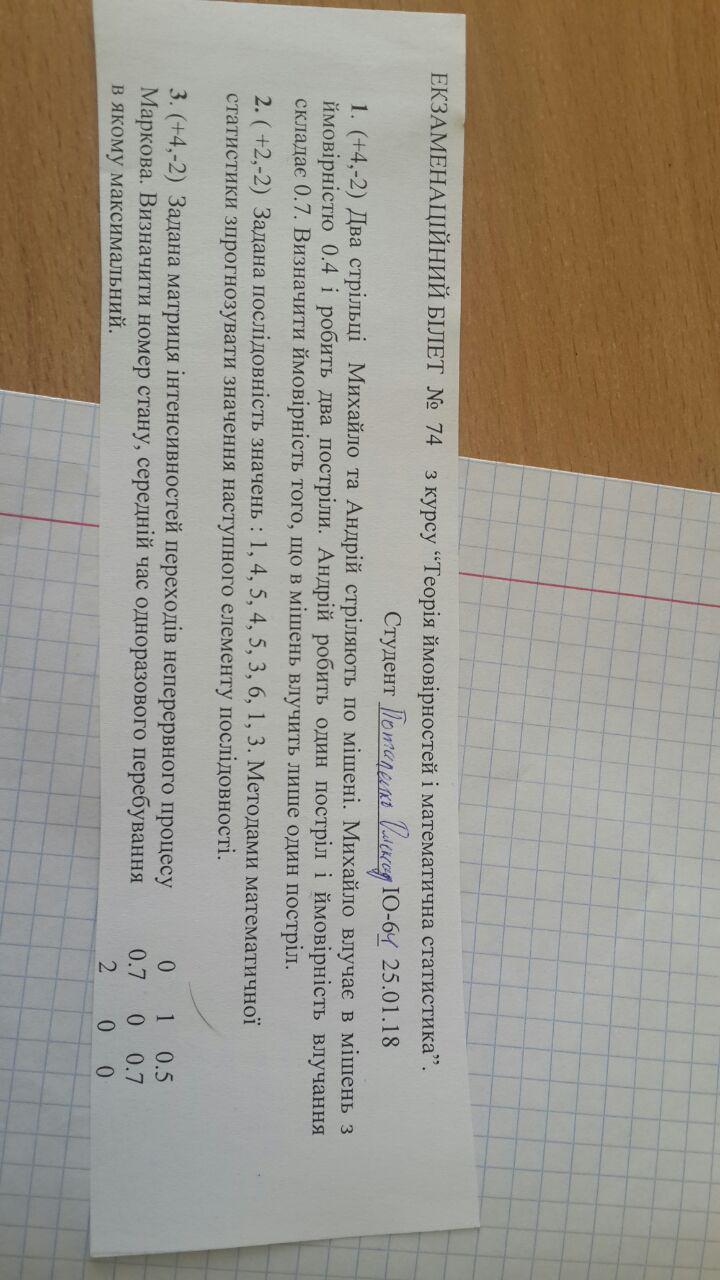 ЕКЗАМЕНАЦІЙНИЙ БІЛЕТ № 74 з курсу “Теорія ймовірностей і математична статистика”.
Студент ІО-64 25.01.18
1. (+4,-2) Два стрільці Михайло та Андрій стріляють по мішені. Михайло влучає в мішень з
ймовірністю 0.4 і робить два постріли. Андрій робить один постріл і ймовірність влучання
складає 0.7. Визначити ймовірність того, що в мішень влучить лише один постріл.
2. ( +2,-2) Задана послідовність значень : 1, 4, 5, 4, 5, 3, 6, 1, 3. Методами математичної
статистики зпрогнозувати значення наступного елементу послідовності.
3. (+4,-2) Задана матриця інтенсивностей переходів неперервного процесу 0 1 0.5
Маркова. Визначити номер стану, середній час одноразового перебування 0.7 0 0.7
в якому максимальний. 2 0 0